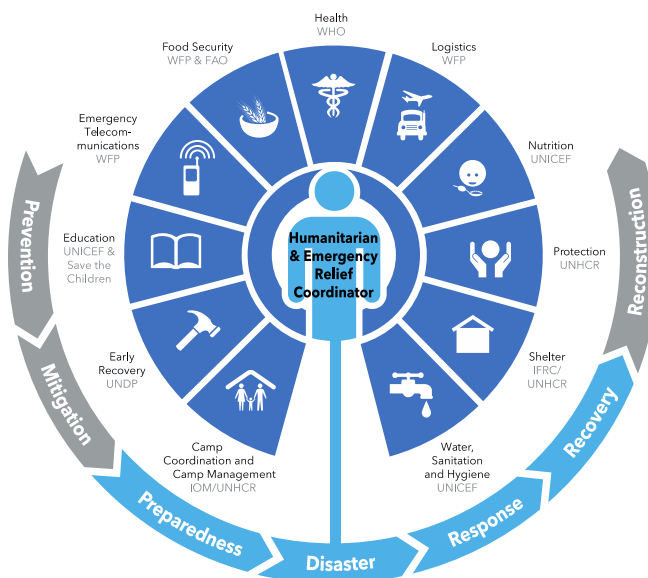 Health
WHO
Food Security
WFP & FAO
Logistics
WFP
Emergency
Telecom-
munications
WFP
Nutrition
UNICEF
Education
UNICEF &
Save the
Children
Humanitarian
& Emergency
Relief
Coordinator
Protection
UNHCR
Early
Recovery
UNDP
Shelter
IFRC/
UNHCR
Camp
Coordination and
Camp Management
IOM/UNHCR
Water,
Sanitation
and Hygiene
UNICEF
Prevention
Mitigation
Preparedness
Disaster
Response
Recovery
Reconstruction